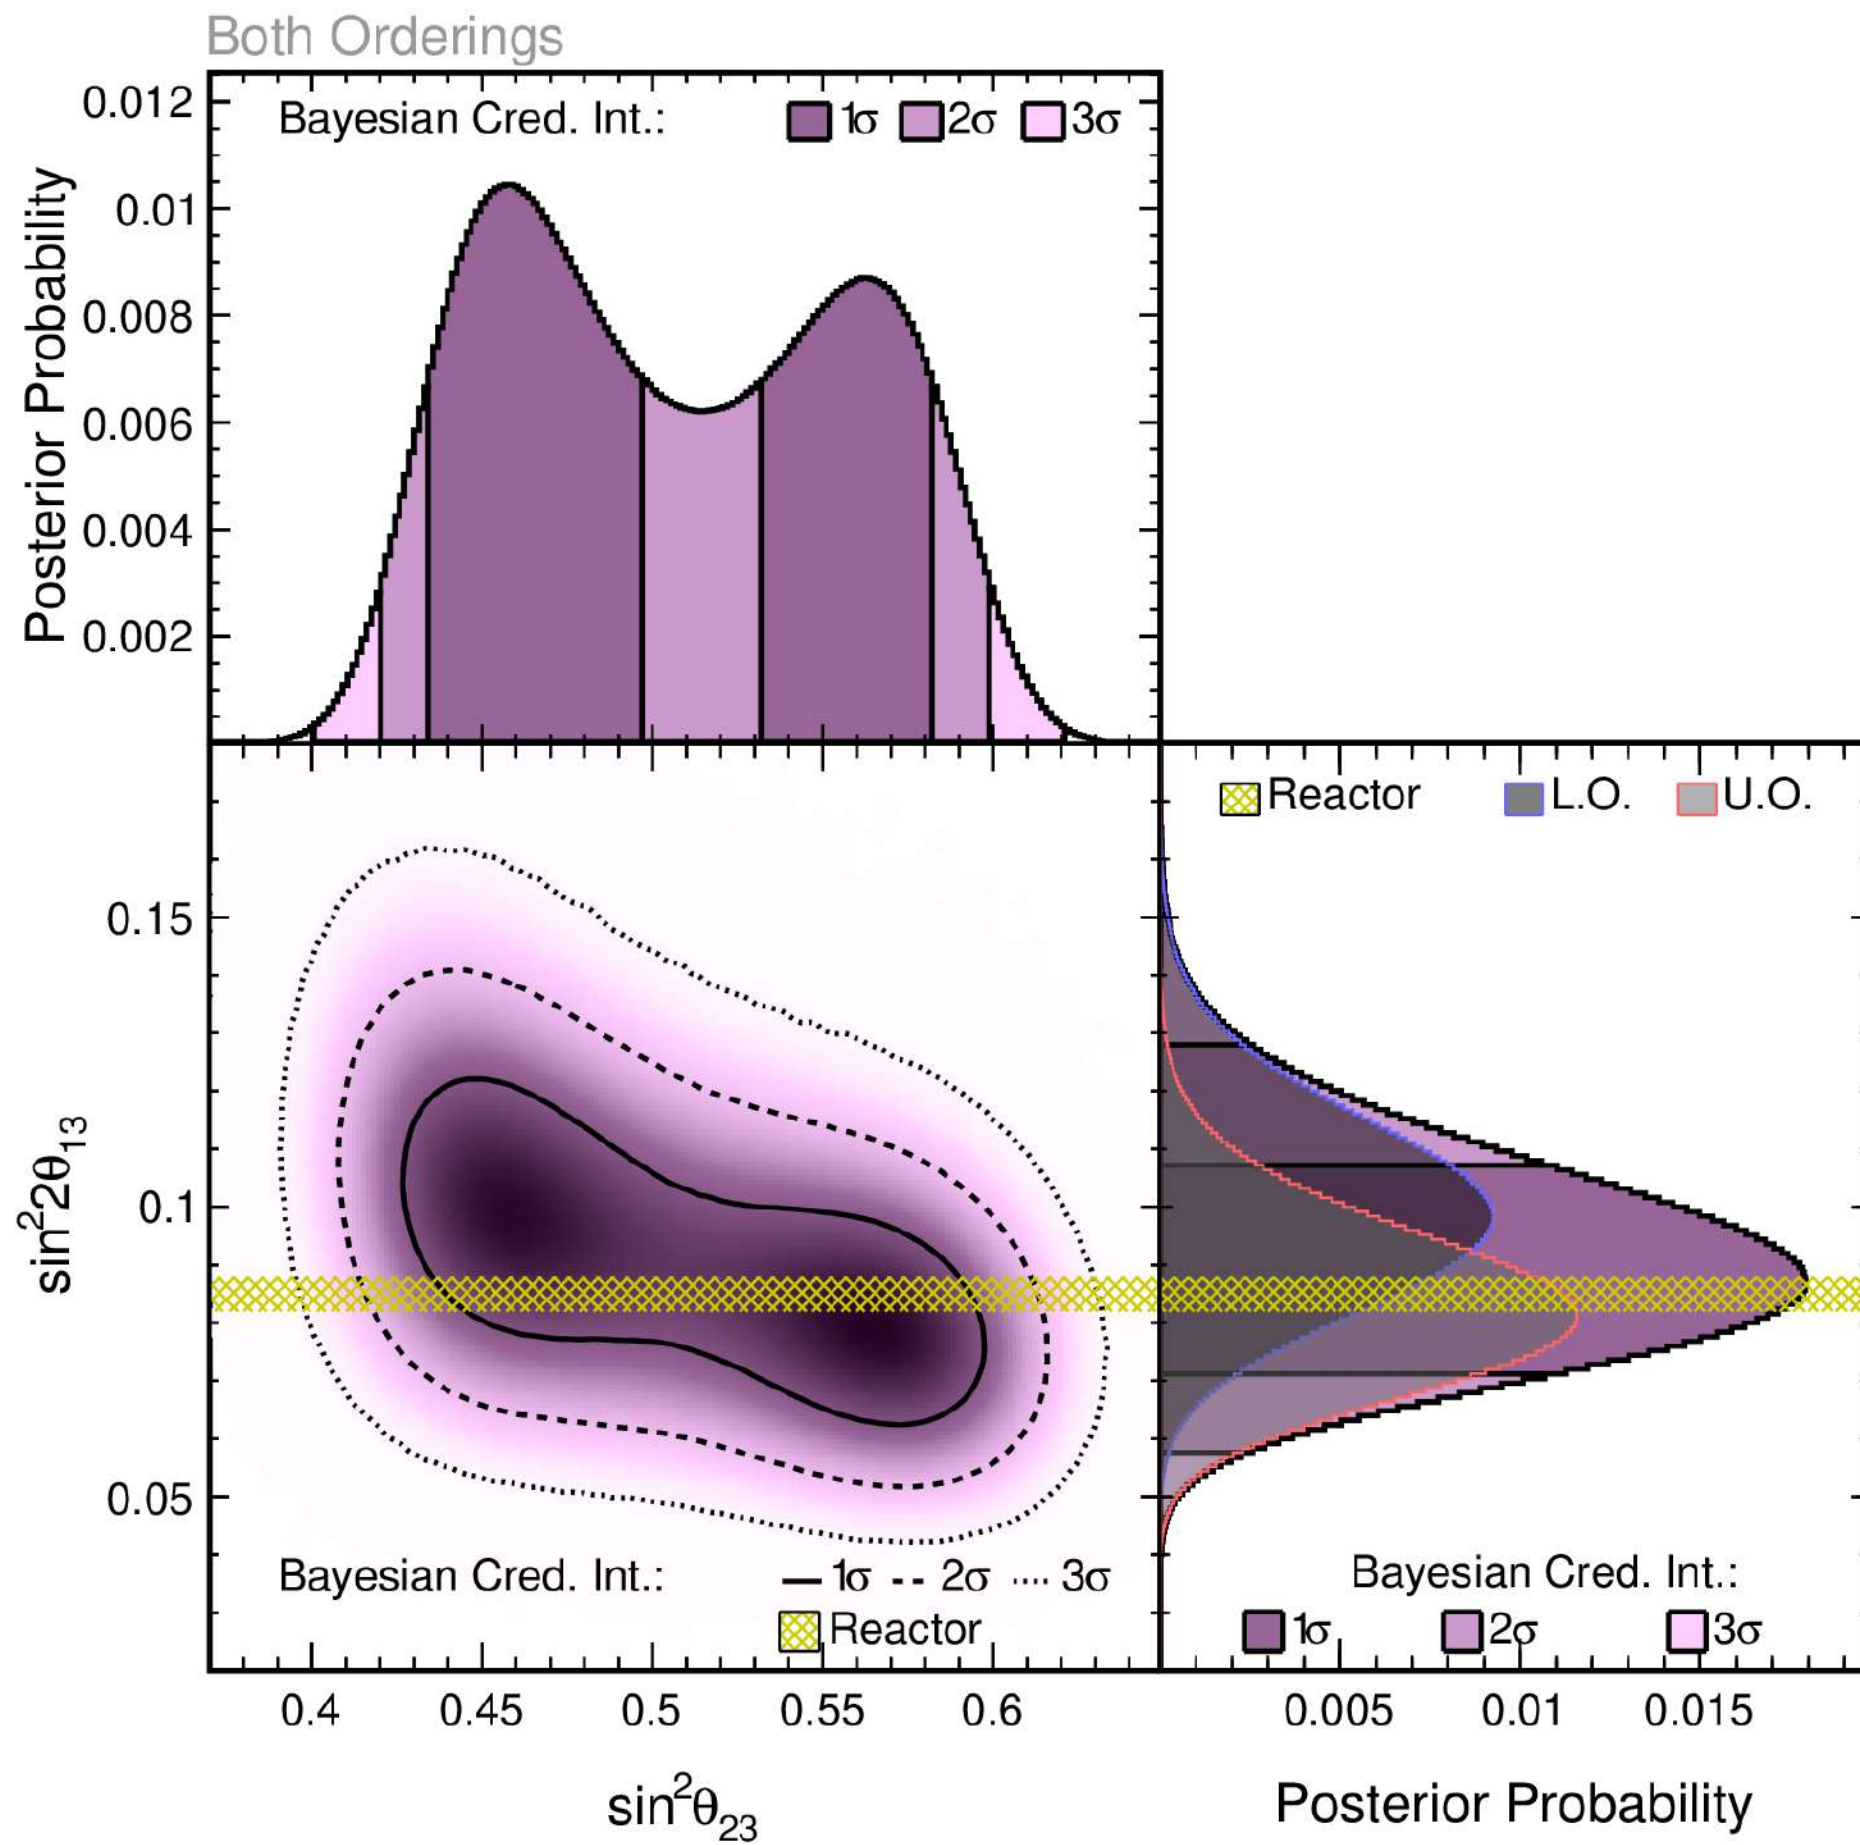 Both Orderings
Bayesian Cred. Int.: 1σ 2σ 3σ
Posterior Probability
0.012
0.01
0.008
0.006
0.004
0.002
Reactor L.O. U.O.
sin²2θ₁₃
0.15
0.1
0.05
Bayesian Cred. Int.: 1σ 2σ 3σ
Reactor
Bayesian Cred. Int.:
1σ 2σ 3σ
0.4 0.45 0.5 0.55 0.6
0.005 0.01 0.015
sin²θ₂₃
Posterior Probability